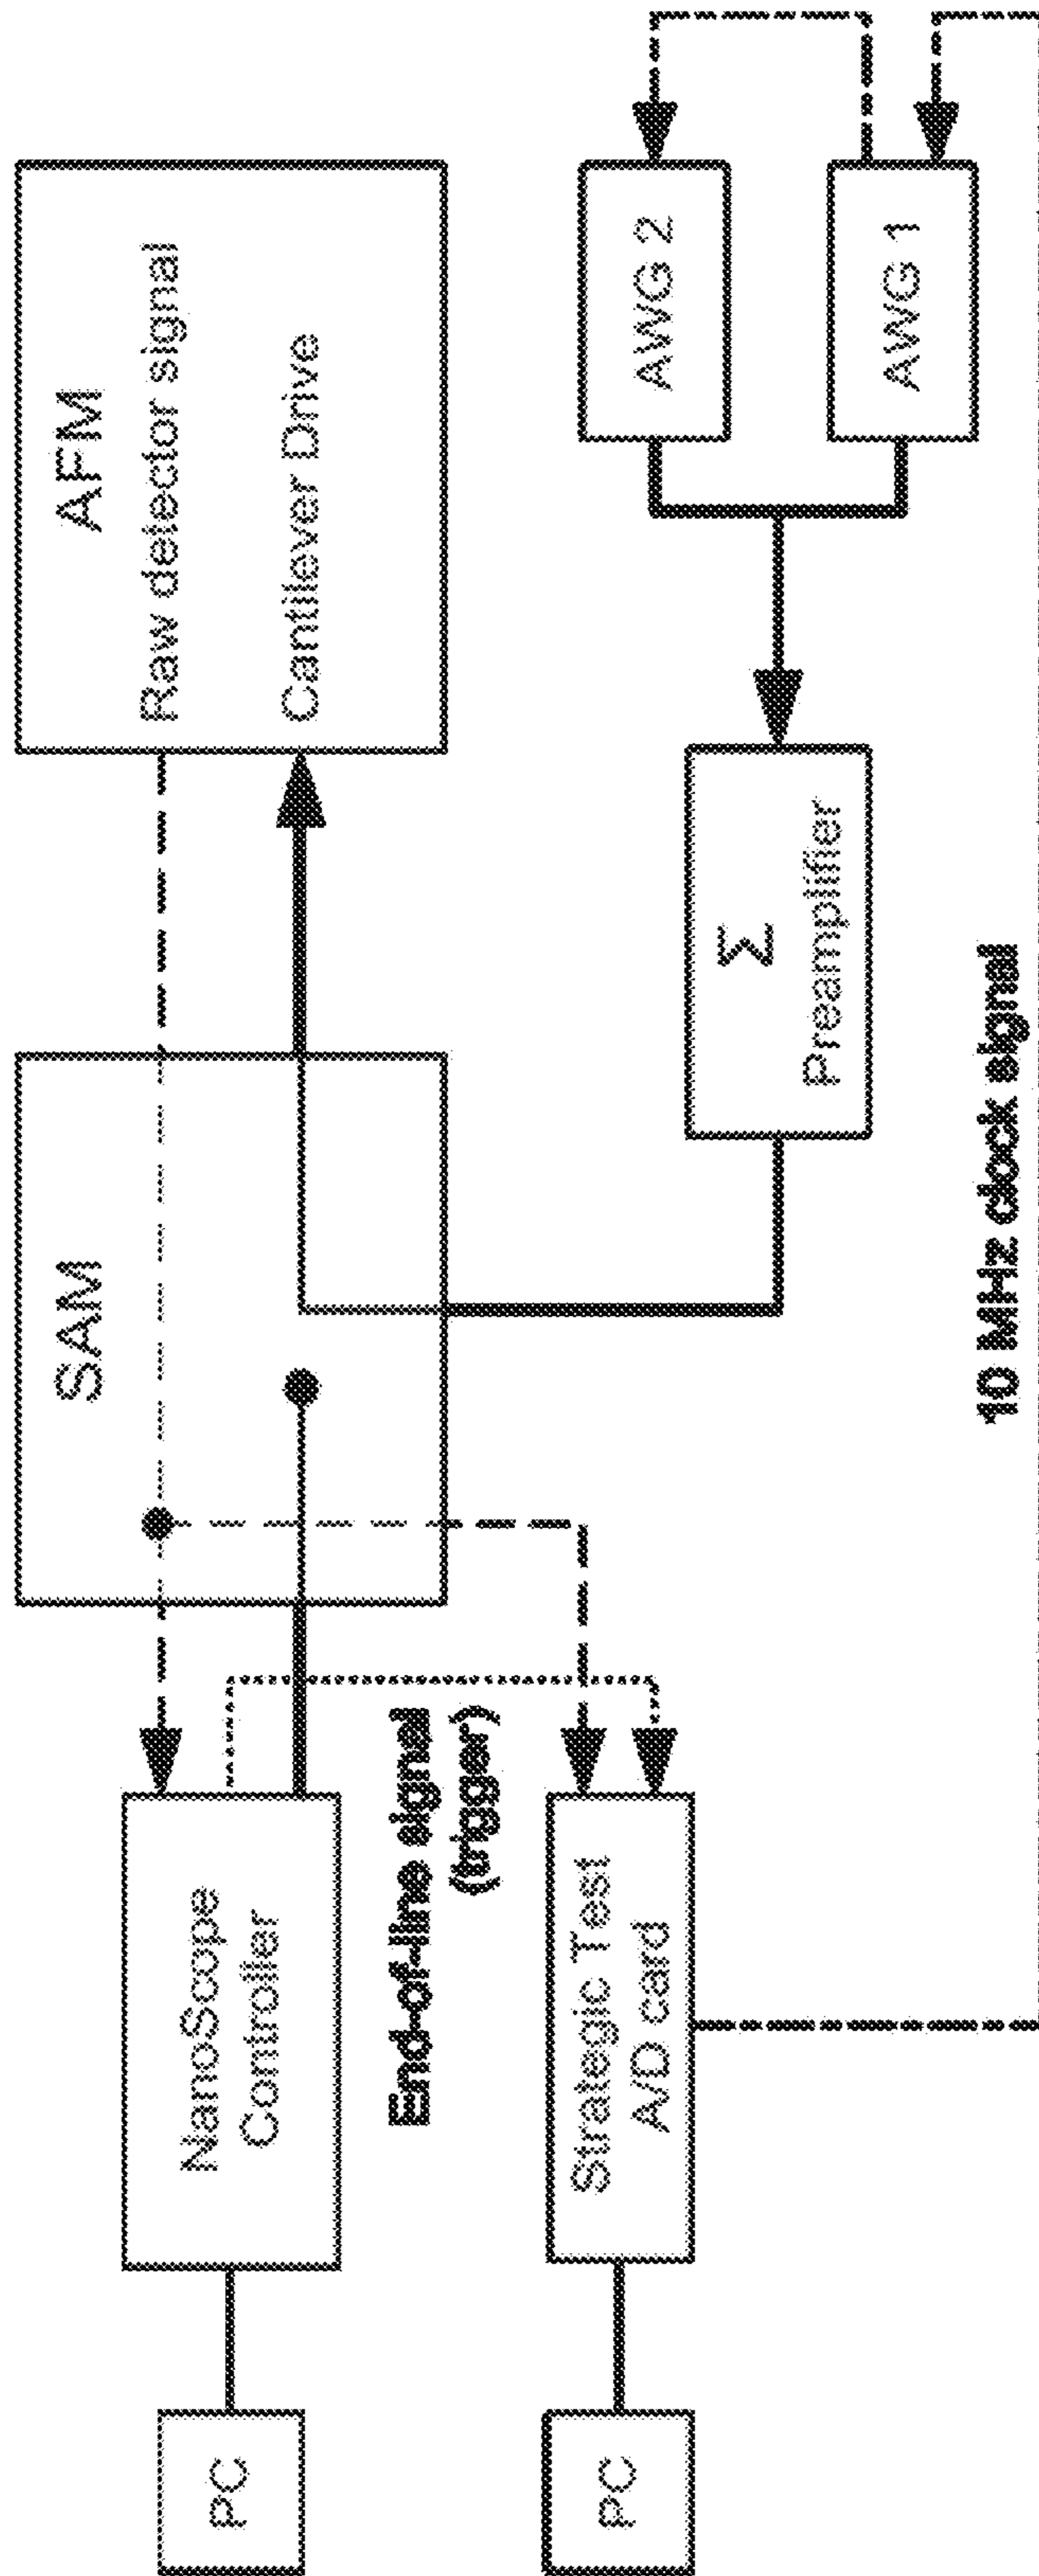 AFM
Raw detector signal
Cantilever Drive
SAM
NanoScope
Controller
PC
End-of-line signal
(trigger)
Strategic Test
A/D card
PC
Σ
Preamplifier
AWG 2
AWG 1
10 MHz clock signal